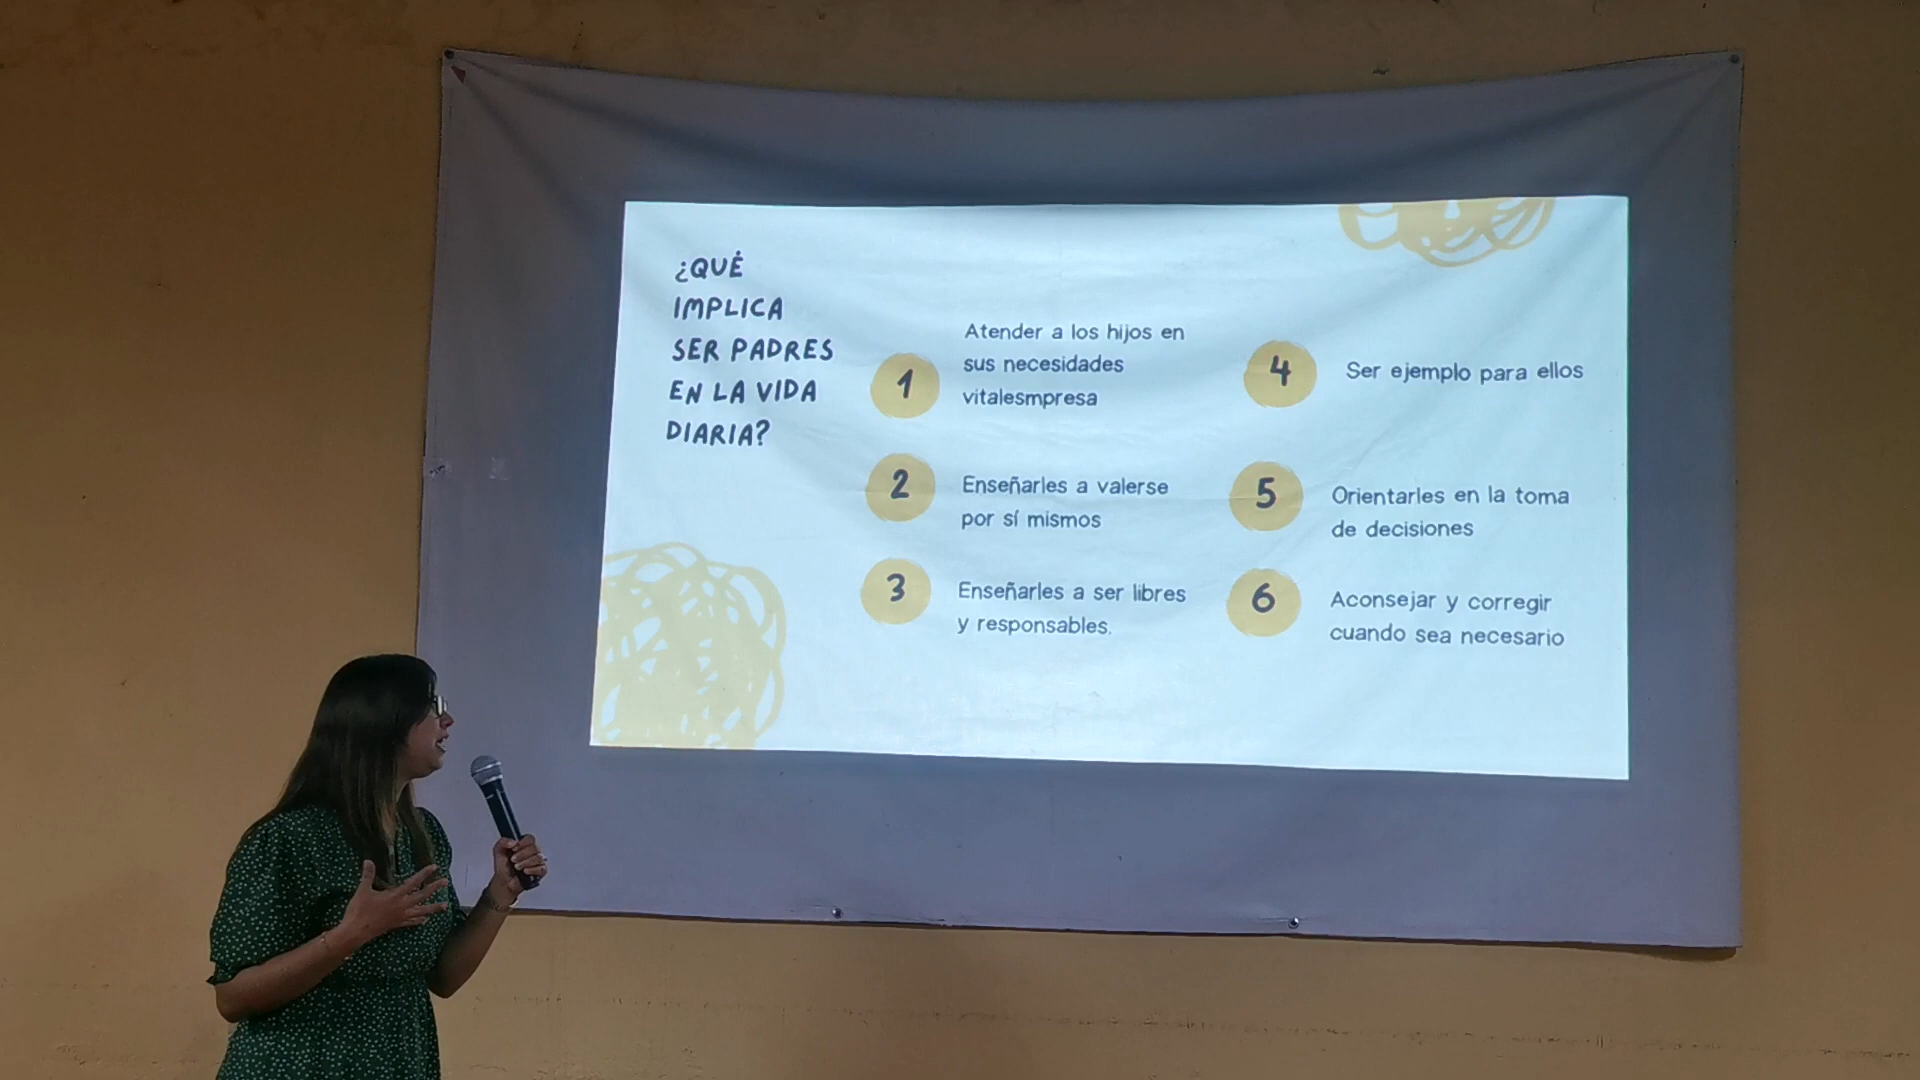 ¿QUÉ
IMPLICA
SER PADRES
EN LA VIDA
DIARIA?
1
Atender a los hijos en
sus necesidades
vitalesmpresa
2
Enseñarles a valerse
por sí mismos
3
Enseñarles a ser libres
y responsables.
4
Ser ejemplo para ellos
5
Orientarles en la toma
de decisiones
6
Aconsejar y corregir
cuando sea necesario